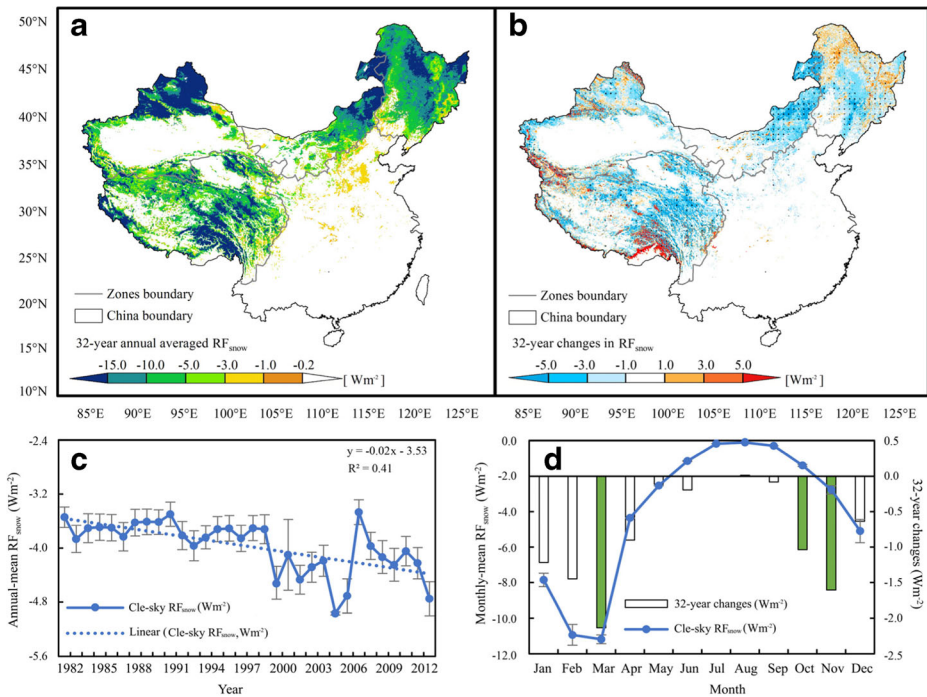 a
b
50°N
45°N
40°N
35°N
30°N
25°N
20°N
15°N
10°N
Zones boundary
China boundary
32-year annual averaged RFsnow
-15.0 -10.0 -5.0 -3.0 -1.0 -0.2
[ Wm-2 ]
Zones boundary
China boundary
32-year changes in RFsnow
-5.0 -3.0 -1.0 1.0 3.0 5.0
[ Wm-2 ]
85°E 90°E 95°E 100°E 105°E 110°E 115°E 120°E 125°E
85°E 90°E 95°E 100°E 105°E 110°E 115°E 120°E 125°E
c
y = -0.02x - 3.53
R² = 0.41
Annual-mean RFsnow (Wm-2)
-2.4
-3.2
-4.0
-4.8
-5.6
Cle-sky RFsnow (Wm-2)
Linear (Cle-sky RFsnow, Wm-2)
1982 1985 1988 1991 1994 1997 2000 2003 2006 2009 2012
Year
d
Monthly-mean RFsnow (Wm-2)
0.0
-2.0
-4.0
-6.0
-8.0
-10.0
-12.0
0.5
0.0
-0.5
-1.0
-1.5
-2.0
-2.5
32-year changes (Wm-2)
32-year changes (Wm-2)
Cle-sky RFsnow (Wm-2)
Jan Feb Mar Apr May Jun Jul Aug Sep Oct Nov Dec
Month